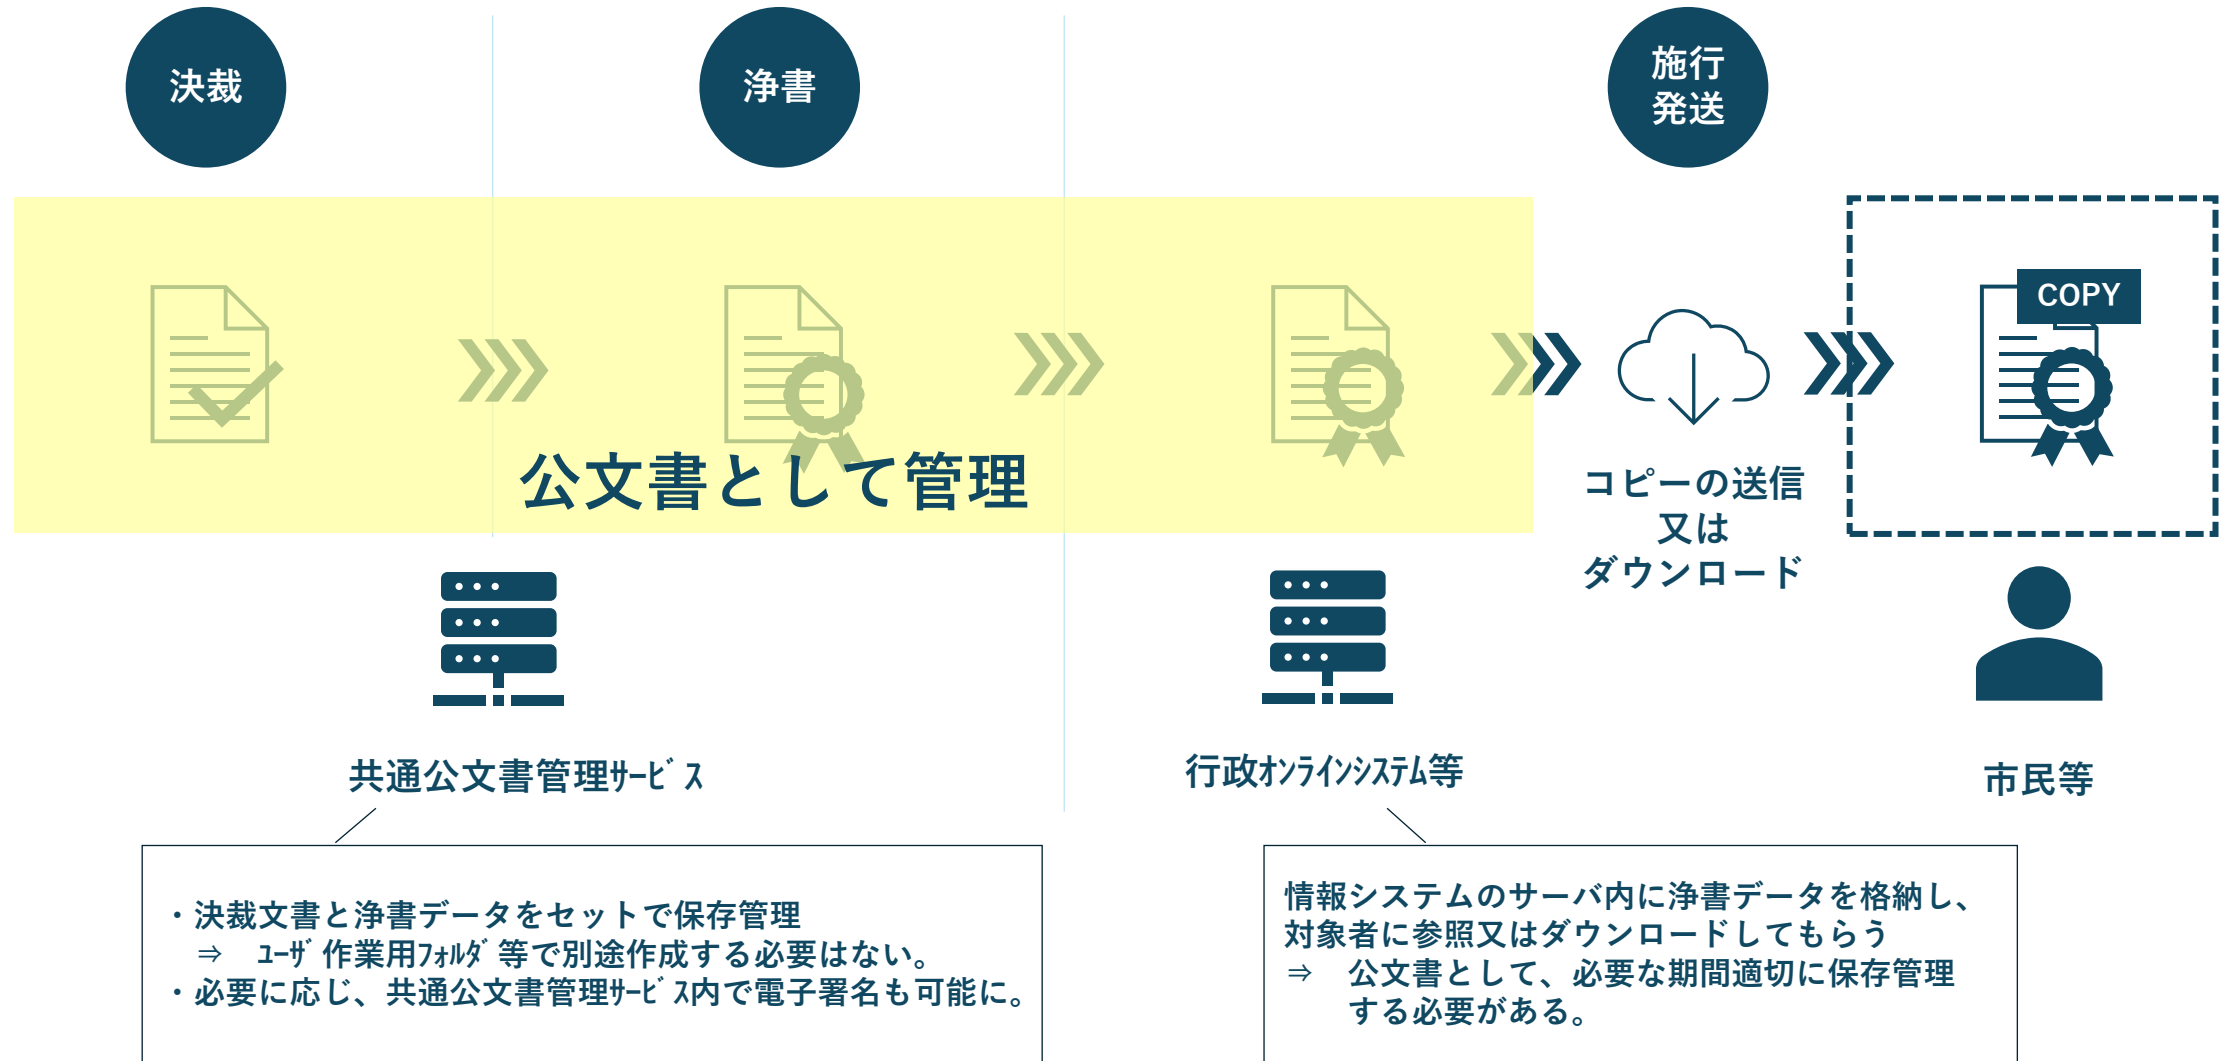 決裁
浄書
施行
発送
COPY
公文書として管理
コピーの送信
又は
ダウンロード
共通公文書管理ｻｰﾋﾞｽ
行政ｵﾝﾗｲﾝｼｽﾃﾑ等
市民等
・決裁文書と浄書データをセットで保存管理
⇒　ﾕｰｻﾞ作業用ﾌｫﾙﾀﾞ等で別途作成する必要はない。
・必要に応じ、共通公文書管理ｻｰﾋﾞｽ内で電子署名も可能に。
情報システムのサーバ内に浄書データを格納し、
対象者に参照又はダウンロードしてもらう
⇒　公文書として、必要な期間適切に保存管理
する必要がある。